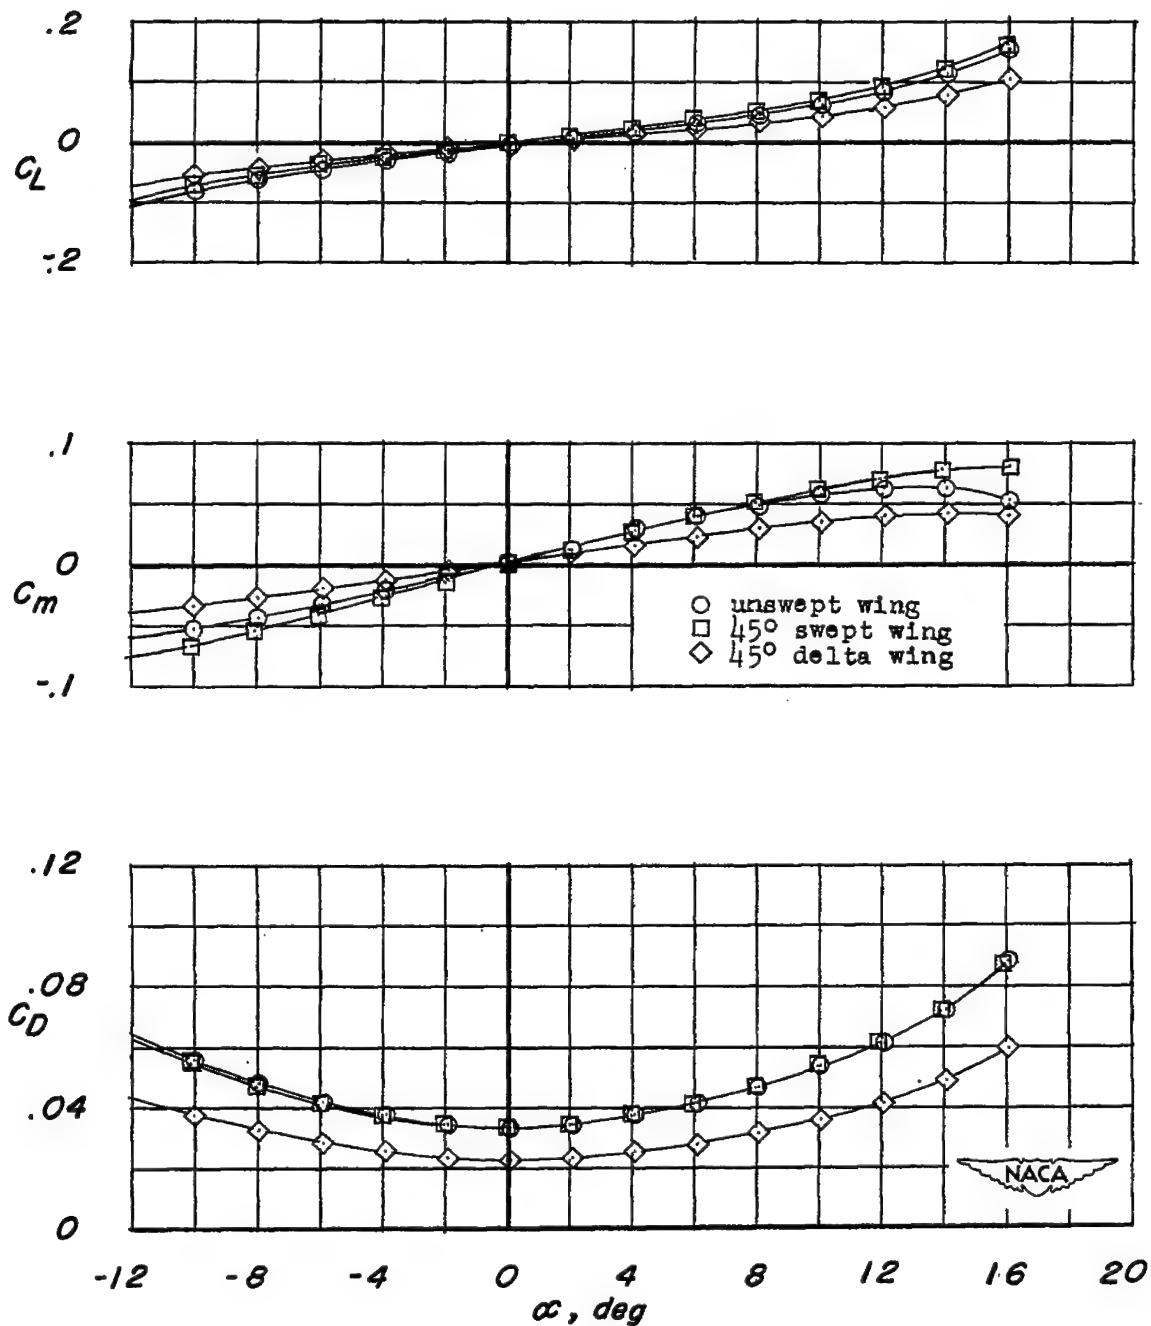 .2
0
C_L
-.2
.1
0
C_m
-.1
○ unswept wing
□ 45° swept wing
◇ 45° delta wing
.12
.08
C_D
.04
0
NACA
-12 -8 -4 0 4 8 12 16 20
α, deg